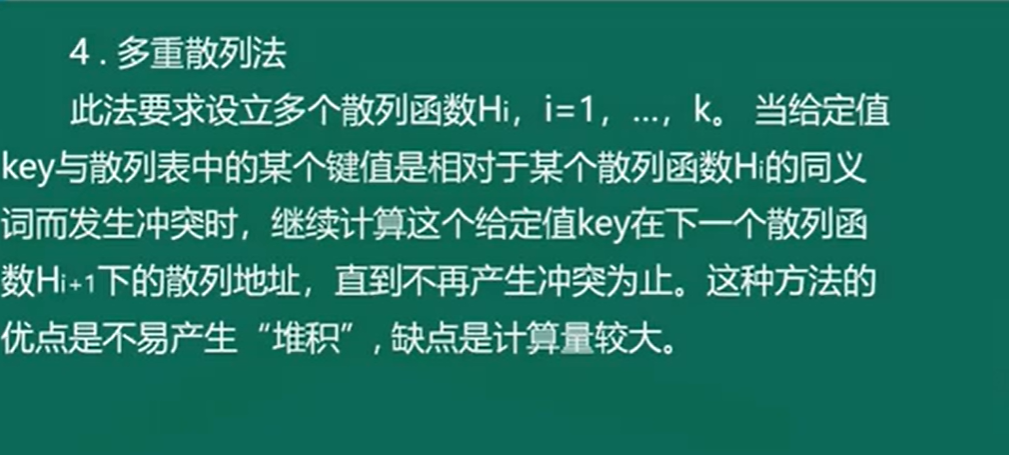 4 . 多重散列法
此法要求设立多个散列函数Hi，i=1，…，k。 当给定值
key与散列表中的某个键值是相对于某个散列函数Hi的同义
词而发生冲突时，继续计算这个给定值key在下一个散列函
数Hi+1下的散列地址，直到不再产生冲突为止。这种方法的
优点是不易产生“堆积”, 缺点是计算量较大。